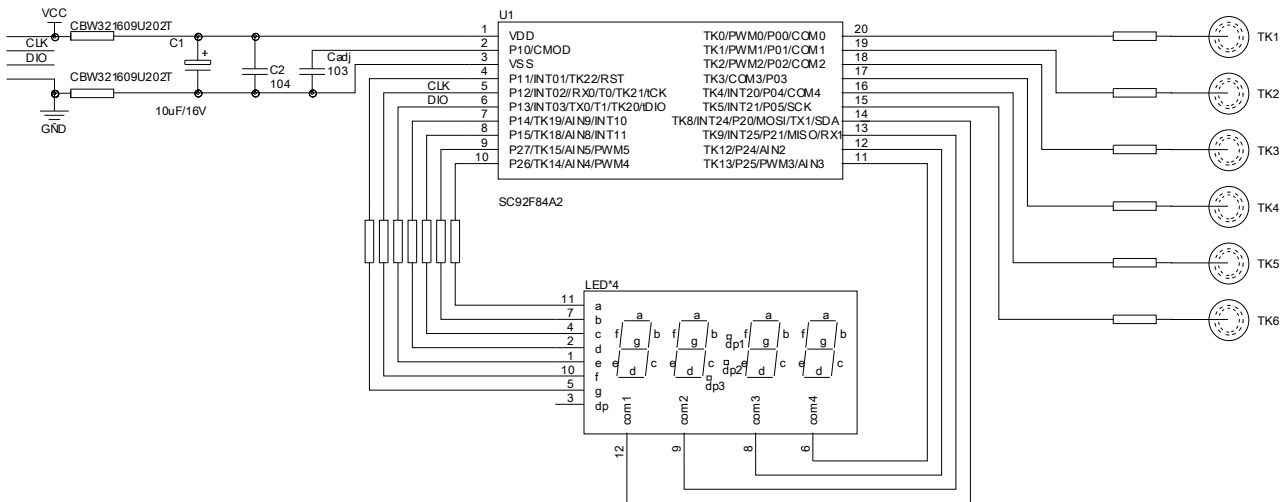 VCC
CBW321609U202T
CLK
DIO
CBW321609U202T
GND
C1
+
10uF/16V
C2
104
Cadj
103
U1
1 VDD
2 P10/CMOD
3 VSS
4 P11/INT01/TK22/RST
CLK 5 P12/INT02//RX0/T0/TK21/tCK
DIO 6 P13/INT03/TX0/T1/TK20/tDIO
7 P14/TK19/AIN9/INT10
8 P15/TK18/AIN8/INT11
9 P27/TK15/AIN5/PWM5
10 P26/TK14/AIN4/PWM4
TK0/PWM0/P00/COM0 20
TK1/PWM1/P01/COM1 19
TK2/PWM2/P02/COM2 18
TK3/COM3/P03 17
TK4/INT20/P04/COM4 16
TK5/INT21/P05/SCK 15
TK8/INT24/P20/MOSI/TX1/SDA 14
TK9/INT25/P21/MISO/RX1 13
TK12/P24/AIN2 12
TK13/P25/PWM3/AIN3 11
SC92F84A2
TK1
TK2
TK3
TK4
TK5
TK6
LED*4
11 a
7 b
4 c
2 d
1 e
10 f
5 g
3 dp
a
f b
g
e c
d
a
f b
g
e c
d
dp1
dp2
dp3
a
f b
g
e c
d
a
f b
g
e c
d
com1
com2
com3
com4
12
9
8
6